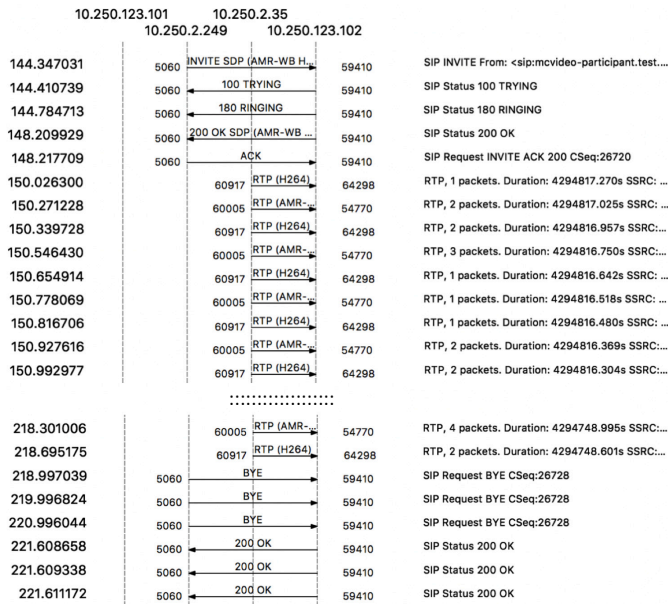 10.250.123.101 10.250.2.35
10.250.2.249 10.250.123.102
144.347031 5060 INVITE SDP (AMR-WB H... 59410 SIP INVITE From: <sip:mcvideo-participant.test....
144.410739 5060 100 TRYING 59410 SIP Status 100 TRYING
144.784713 5060 180 RINGING 59410 SIP Status 180 RINGING
148.209929 5060 200 OK SDP (AMR-WB ... 59410 SIP Status 200 OK
148.217709 5060 ACK 59410 SIP Request INVITE ACK 200 CSeq:26720
150.026300 60917 RTP (H264) 64298 RTP, 1 packets. Duration: 4294817.270s SSRC: ...
150.271228 60005 RTP (AMR-... 54770 RTP, 2 packets. Duration: 4294817.025s SSRC: ...
150.339728 60917 RTP (H264) 64298 RTP, 2 packets. Duration: 4294816.957s SSRC:...
150.546430 60005 RTP (AMR-... 54770 RTP, 3 packets. Duration: 4294816.750s SSRC:...
150.654914 60917 RTP (H264) 64298 RTP, 1 packets. Duration: 4294816.642s SSRC: ...
150.778069 60005 RTP (AMR-... 54770 RTP, 1 packets. Duration: 4294816.518s SSRC: ...
150.816706 60917 RTP (H264) 64298 RTP, 1 packets. Duration: 4294816.480s SSRC: ...
150.927616 60005 RTP (AMR-... 54770 RTP, 2 packets. Duration: 4294816.369s SSRC:...
150.992977 60917 RTP (H264) 64298 RTP, 2 packets. Duration: 4294816.304s SSRC:...
218.301006 60005 RTP (AMR-... 54770 RTP, 4 packets. Duration: 4294748.995s SSRC:...
218.695175 60917 RTP (H264) 64298 RTP, 2 packets. Duration: 4294748.601s SSRC:...
218.997039 5060 BYE 59410 SIP Request BYE CSeq:26728
219.996824 5060 BYE 59410 SIP Request BYE CSeq:26728
220.996044 5060 BYE 59410 SIP Request BYE CSeq:26728
221.608658 5060 200 OK 59410 SIP Status 200 OK
221.609338 5060 200 OK 59410 SIP Status 200 OK
221.611172 5060 200 OK 59410 SIP Status 200 OK